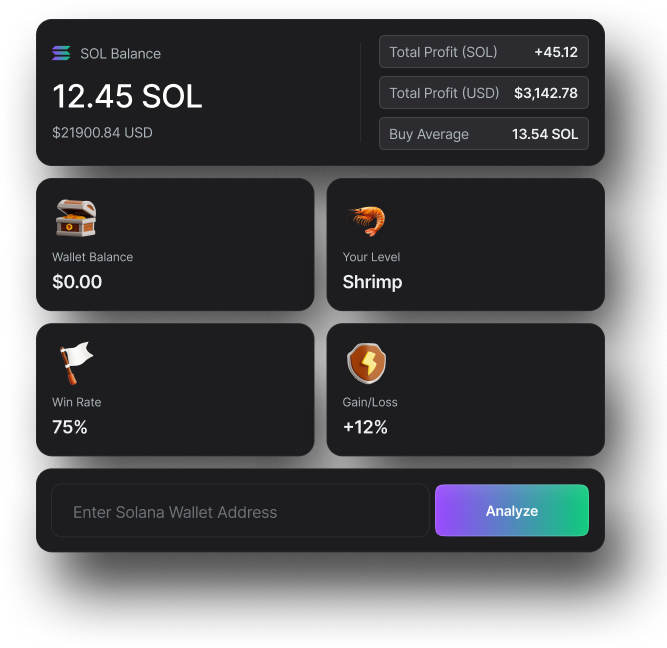 SOL Balance
12.45 SOL
$21900.84 USD
Total Profit (SOL) +45.12
Total Profit (USD) $3,142.78
Buy Average 13.54 SOL
Wallet Balance
$0.00
Your Level
Shrimp
Win Rate
75%
Gain/Loss
+12%
Enter Solana Wallet Address
Analyze